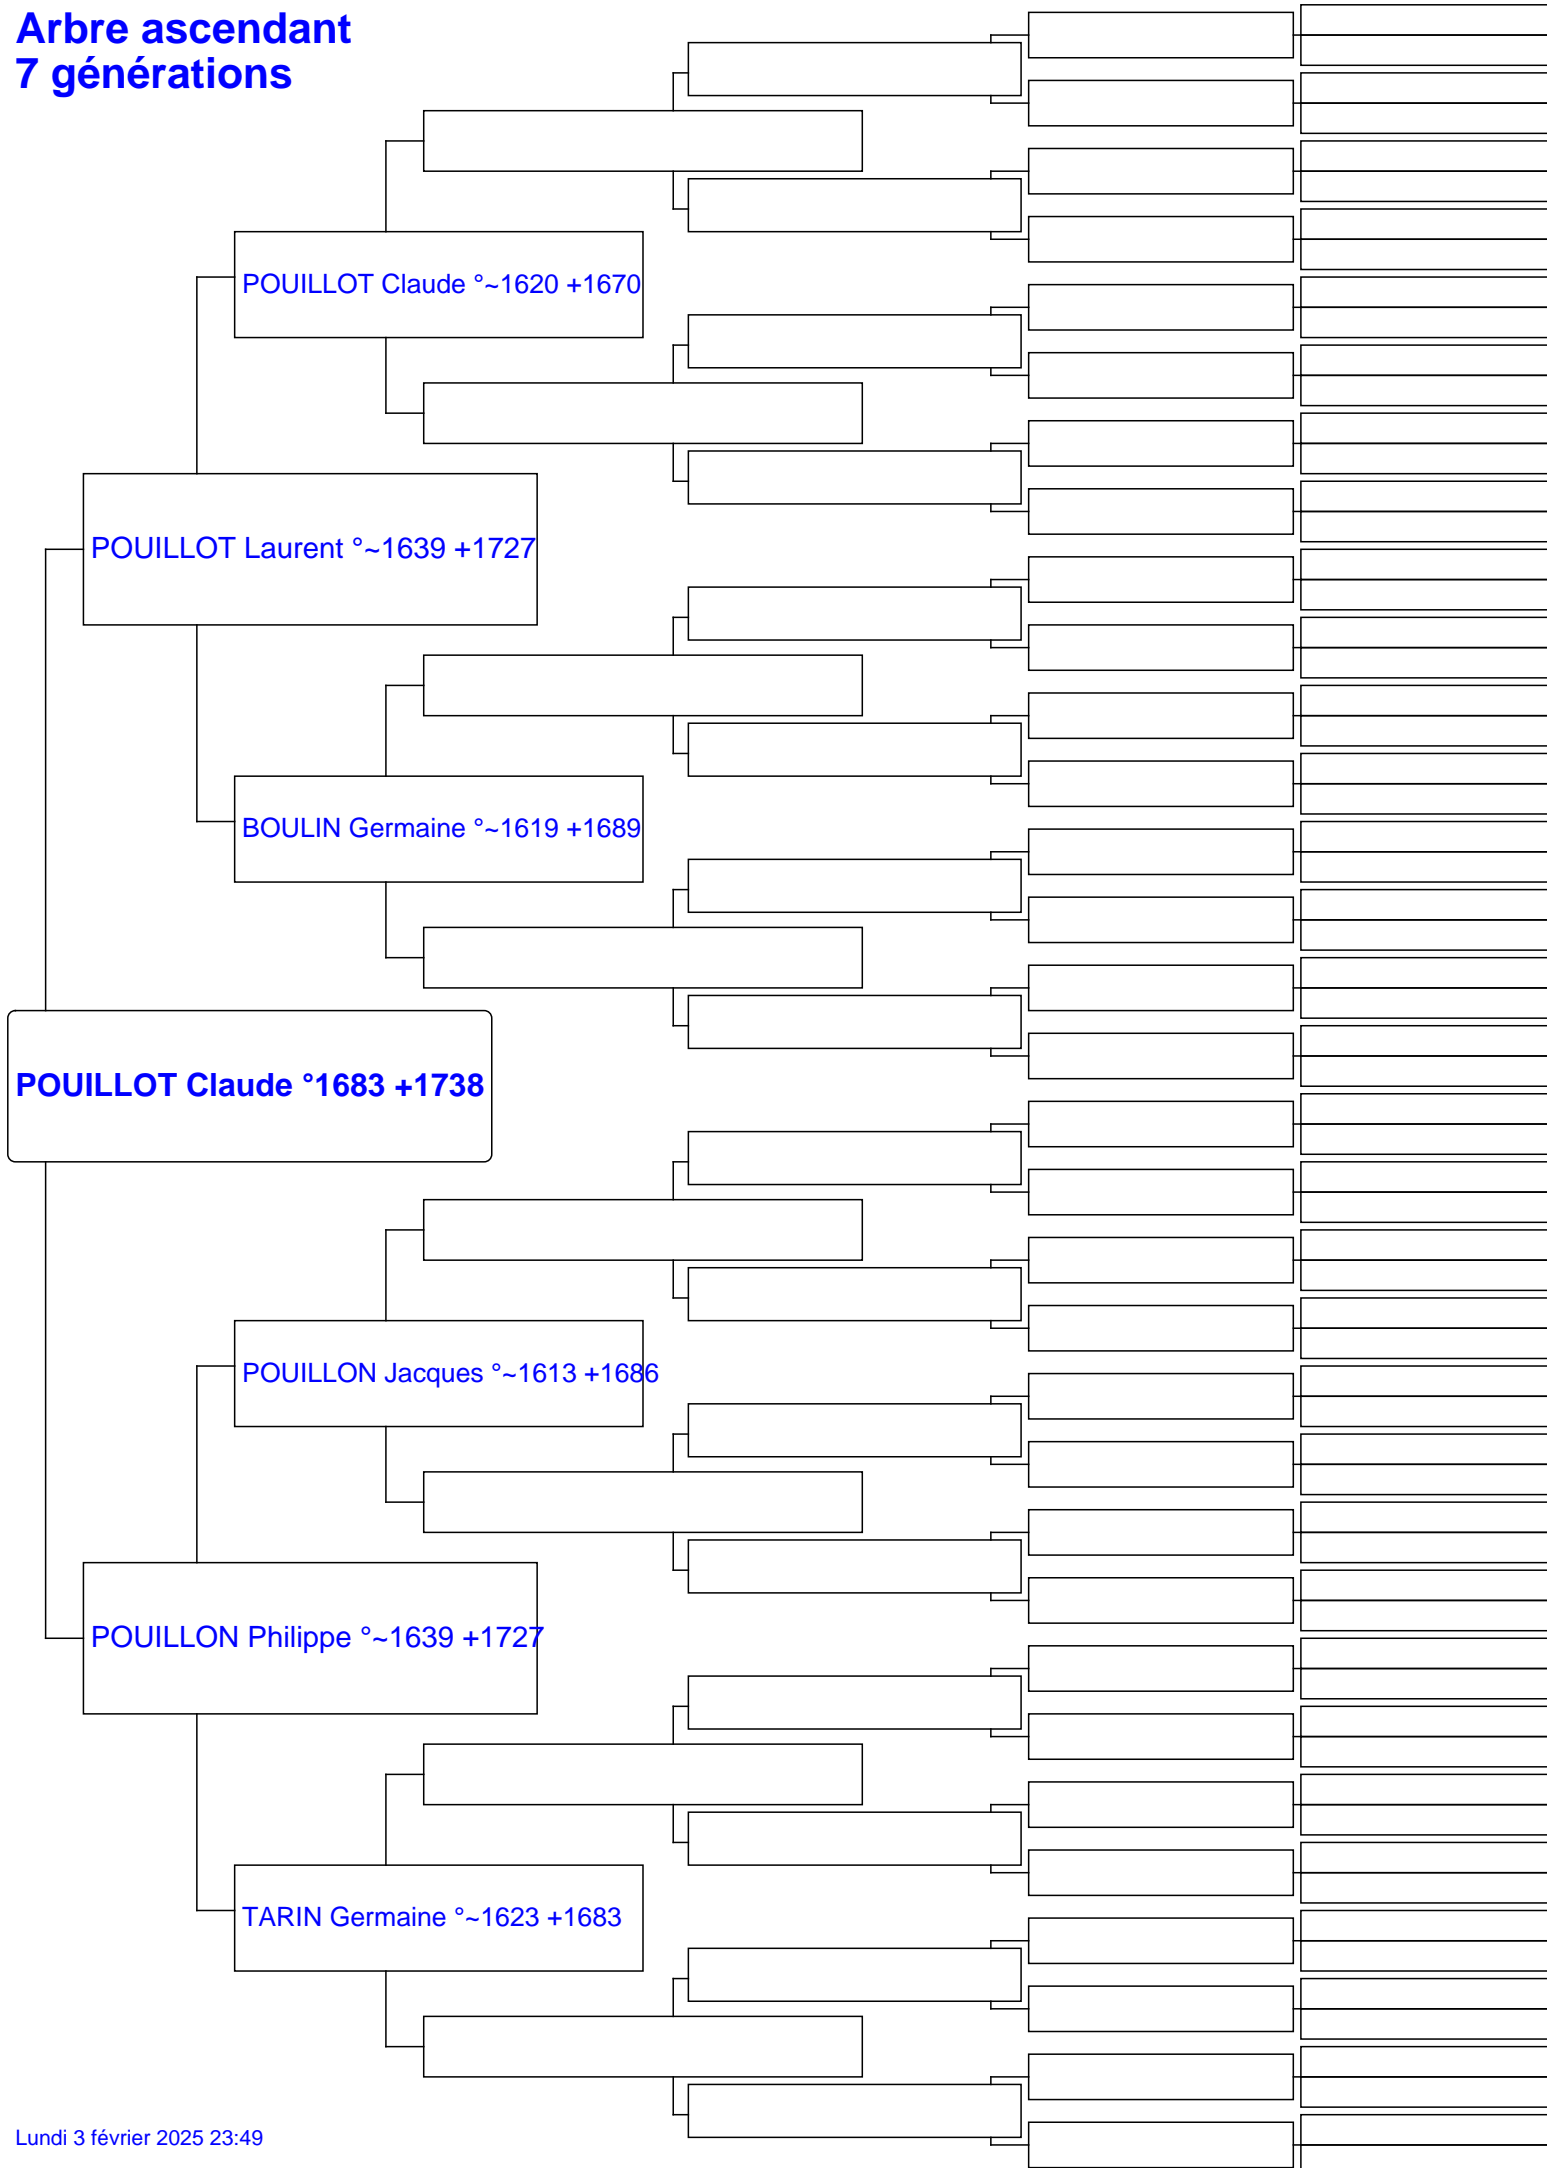 Arbre ascendant
7 générations
POUILLOT Claude °~1620 +1670
POUILLOT Laurent °~1639 +1727
BOULIN Germaine °~1619 +1689
POUILLOT Claude °1683 +1738
POUILLON Jacques °~1613 +1686
POUILLON Philippe °~1639 +1727
TARIN Germaine °~1623 +1683
Lundi 3 février 2025 23:49